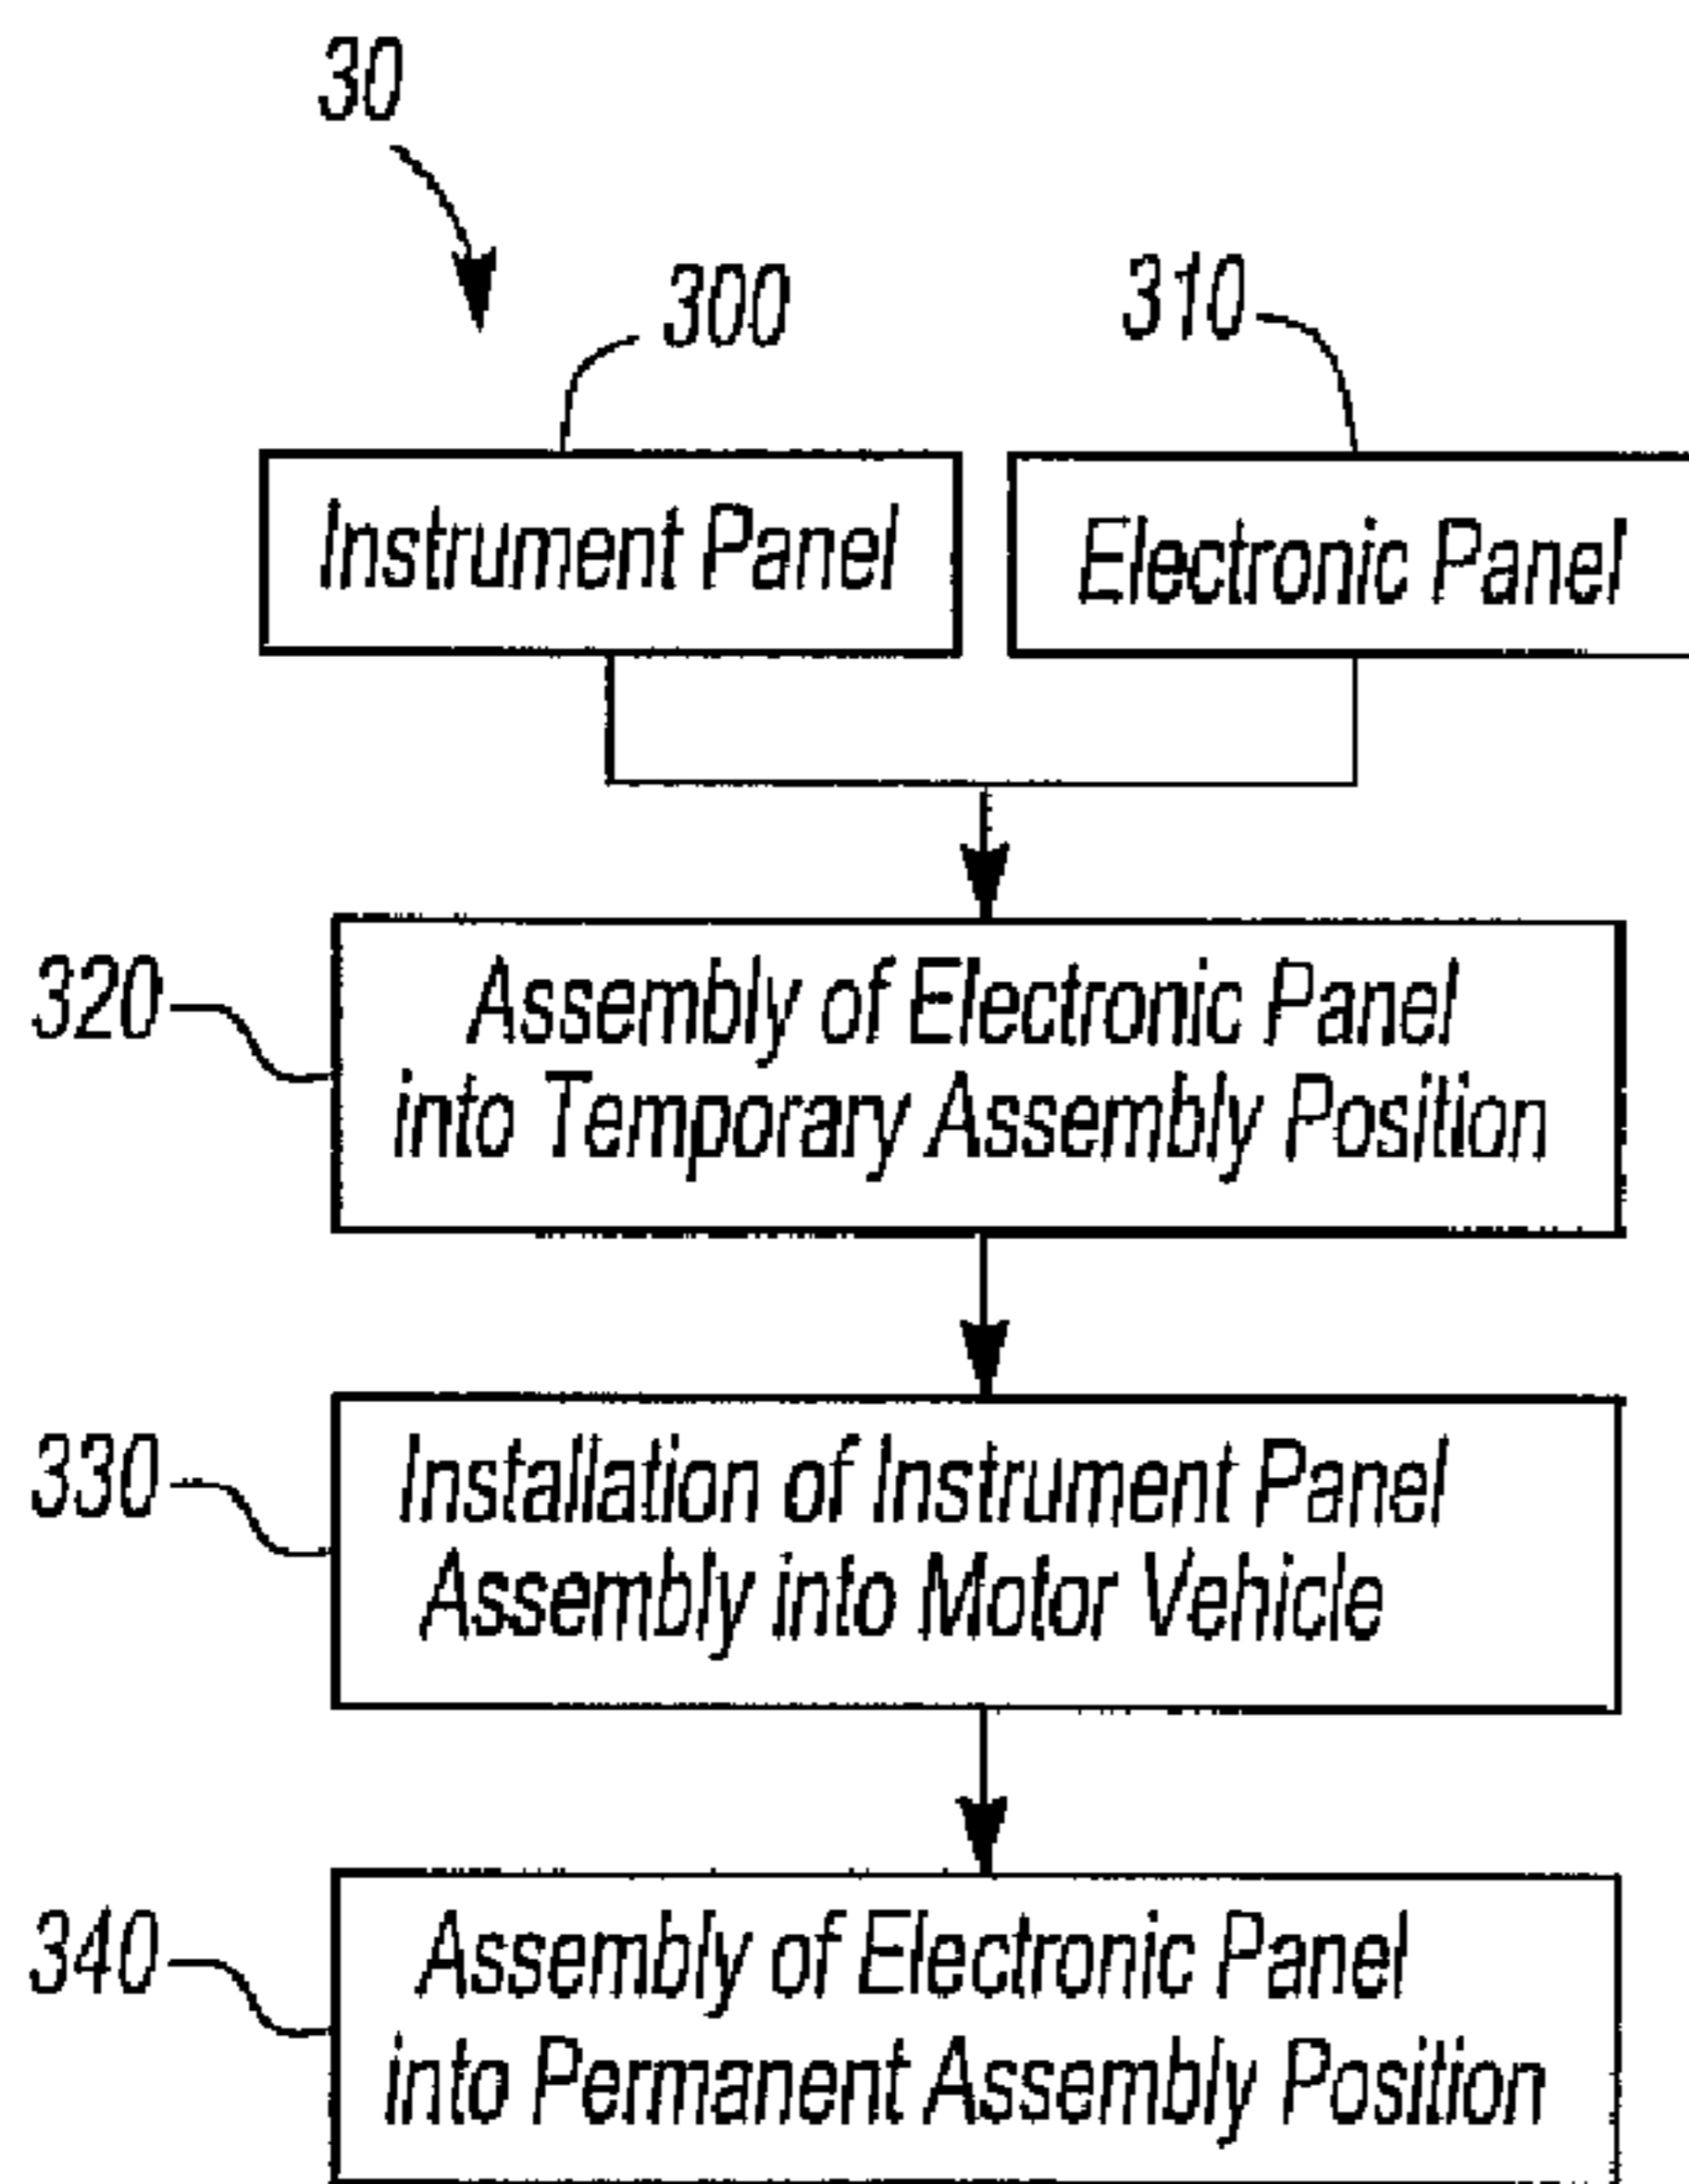 30
300
310
Instrument Panel
Electronic Panel
320
Assembly of Electronic Panel
into Temporary Assembly Position
330
Installation of Instrument Panel
Assembly into Motor Vehicle
340
Assembly of Electronic Panel
into Permanent Assembly Position